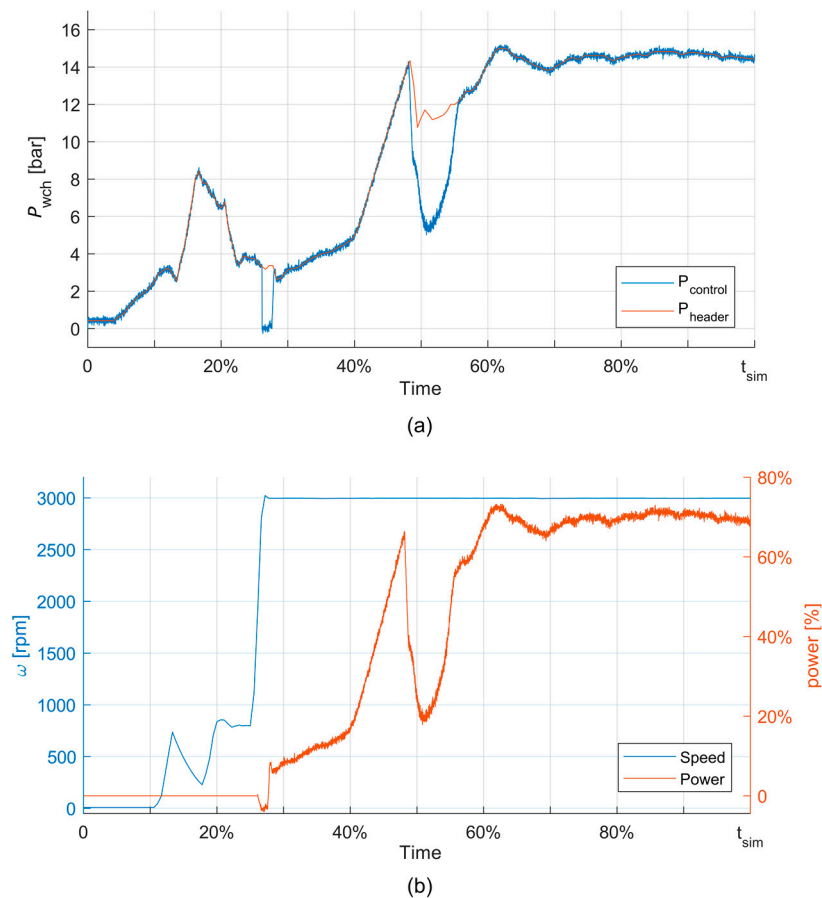 16
14
12
10
8
6
4
2
0
P_wch [bar]
P_control
P_header
0 20% 40% 60% 80% t_sim
Time
(a)
3000
2500
2000
1500
1000
500
0
ω [rpm]
80%
60%
40%
20%
0
power [%]
Speed
Power
0 20% 40% 60% 80% t_sim
Time
(b)